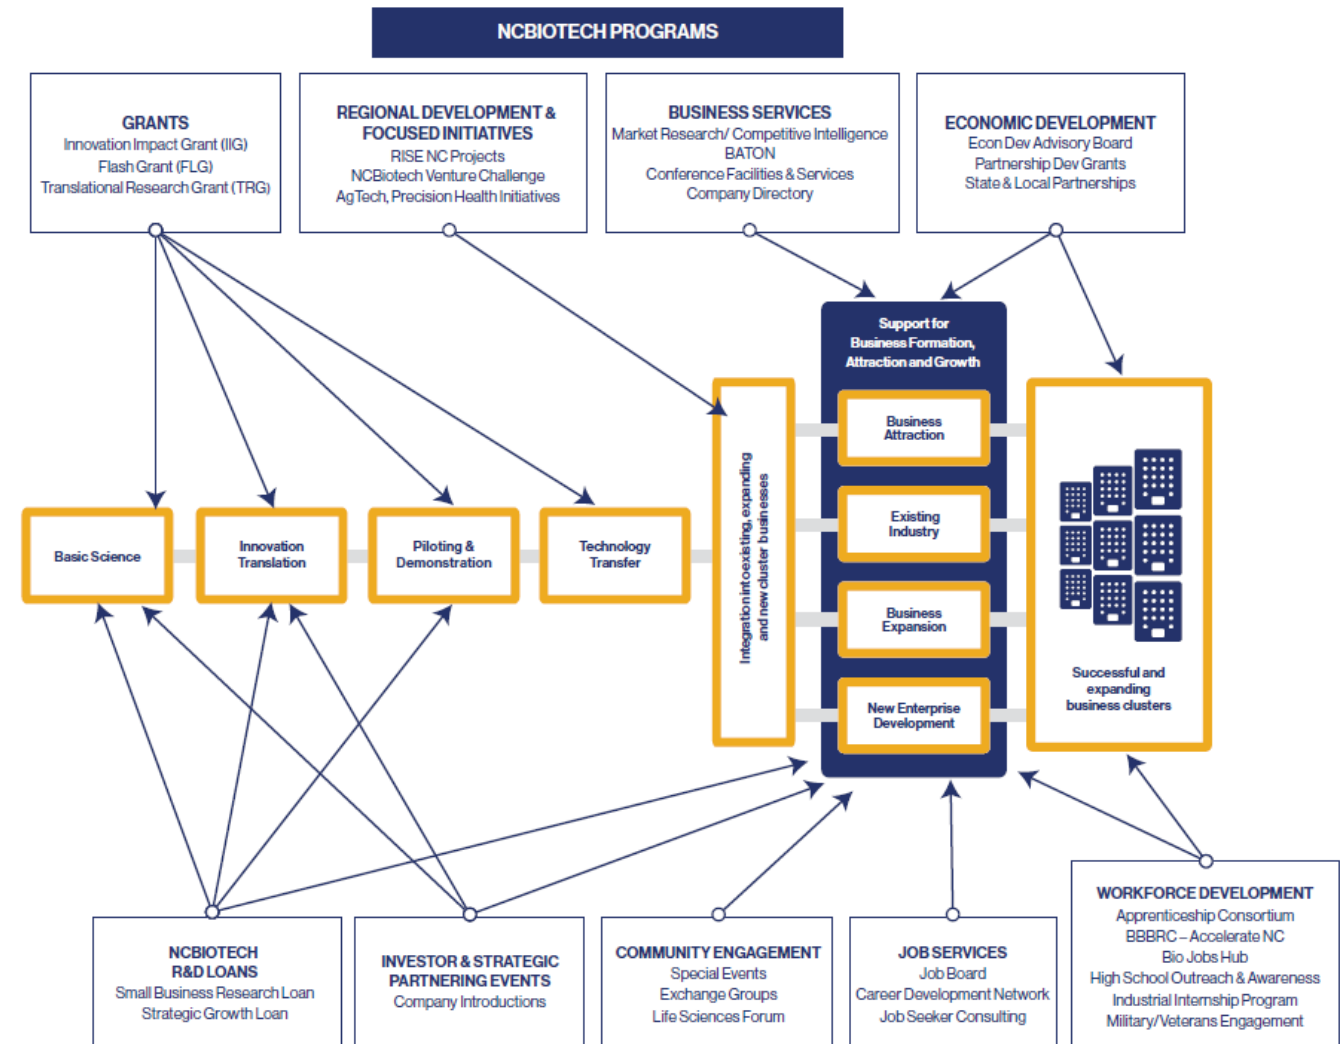 NCBIOTECH PROGRAMS
GRANTS
Innovation Impact Grant (IIG)
Flash Grant (FLG)
Translational Research Grant (TRG)
REGIONAL DEVELOPMENT &
FOCUSED INITIATIVES
RISE NC Projects
NCBiotech Venture Challenge
AgTech, Precision Health Initiatives
BUSINESS SERVICES
Market Research/ Competitive Intelligence
BATON
Conference Facilities & Services
Company Directory
ECONOMIC DEVELOPMENT
Econ Dev Advisory Board
Partnership Dev Grants
State & Local Partnerships
Support for
Business Formation,
Attraction and Growth
Basic Science
Innovation
Translation
Piloting &
Demonstration
Technology
Transfer
Integration into existing, expanding
and new cluster businesses
Business
Attraction
Existing
Industry
Business
Expansion
New Enterprise
Development
Successful and
expanding
business clusters
NCBIOTECH
R&D LOANS
Small Business Research Loan
Strategic Growth Loan
INVESTOR & STRATEGIC
PARTNERING EVENTS
Company Introductions
COMMUNITY ENGAGEMENT
Special Events
Exchange Groups
Life Sciences Forum
JOB SERVICES
Job Board
Career Development Network
Job Seeker Consulting
WORKFORCE DEVELOPMENT
Apprenticeship Consortium
BBBRC – Accelerate NC
Bio Jobs Hub
High School Outreach & Awareness
Industrial Internship Program
Military/Veterans Engagement